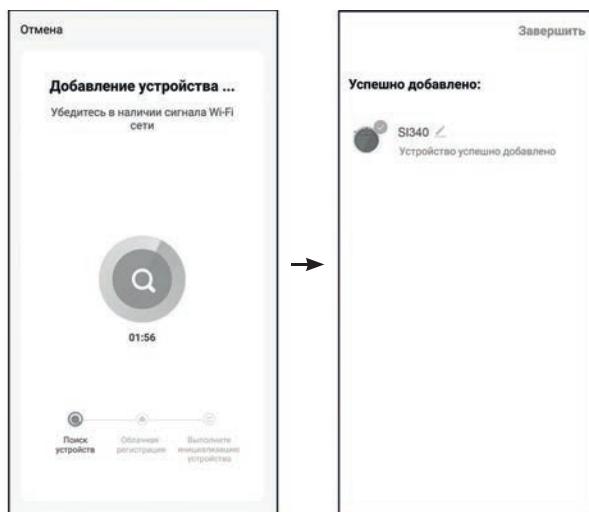 Отмена
Добавление устройства ...
Убедитесь в наличии сигнала Wi-Fi
сети
01:56
Поиск
устройств
Облачная
регистрация
Выполните
инициализацию
устройства
Завершить
Успешно добавлено:
SI340
Устройство успешно добавлено